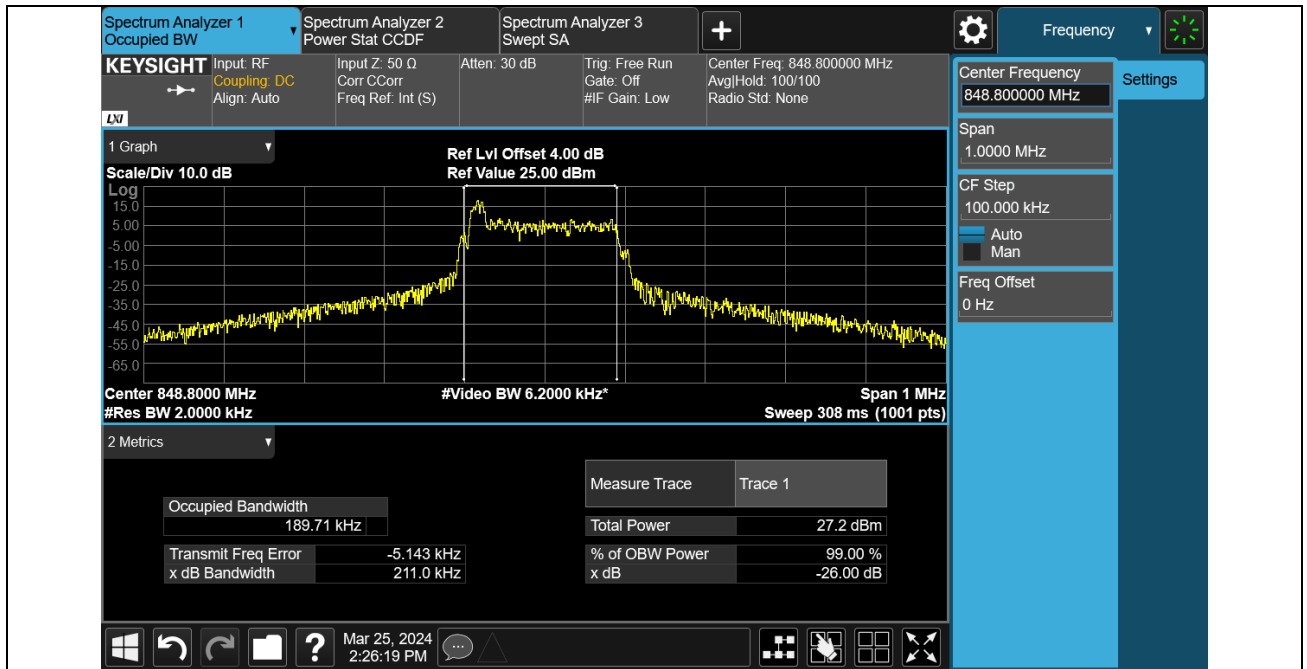 Spectrum Analyzer 1
Occupied BW
Spectrum Analyzer 2
Power Stat CCDF
Spectrum Analyzer 3
Swept SA
+
Frequency
KEYSIGHT
LXI
Input: RF
Coupling: DC
Align: Auto
Input Z: 50 Ω
Corr CCorr
Freq Ref: Int (S)
Atten: 30 dB
Trig: Free Run
Gate: Off
#IF Gain: Low
Center Freq: 848.800000 MHz
Avg|Hold: 100/100
Radio Std: None
Center Frequency
848.800000 MHz
Settings
Span
1.0000 MHz
CF Step
100.000 kHz
Auto
Man
Freq Offset
0 Hz
1 Graph
Scale/Div 10.0 dB
Ref Lvl Offset 4.00 dB
Ref Value 25.00 dBm
Log
15.0
5.00
-5.00
-15.0
-25.0
-35.0
-45.0
-55.0
-65.0
Center 848.8000 MHz
#Video BW 6.2000 kHz*
Span 1 MHz
#Res BW 2.0000 kHz
Sweep 308 ms (1001 pts)
2 Metrics
Measure Trace
Trace 1
Occupied Bandwidth
189.71 kHz
Total Power
27.2 dBm
Transmit Freq Error
-5.143 kHz
% of OBW Power
99.00 %
x dB Bandwidth
211.0 kHz
x dB
-26.00 dB
?
Mar 25, 2024
2:26:19 PM